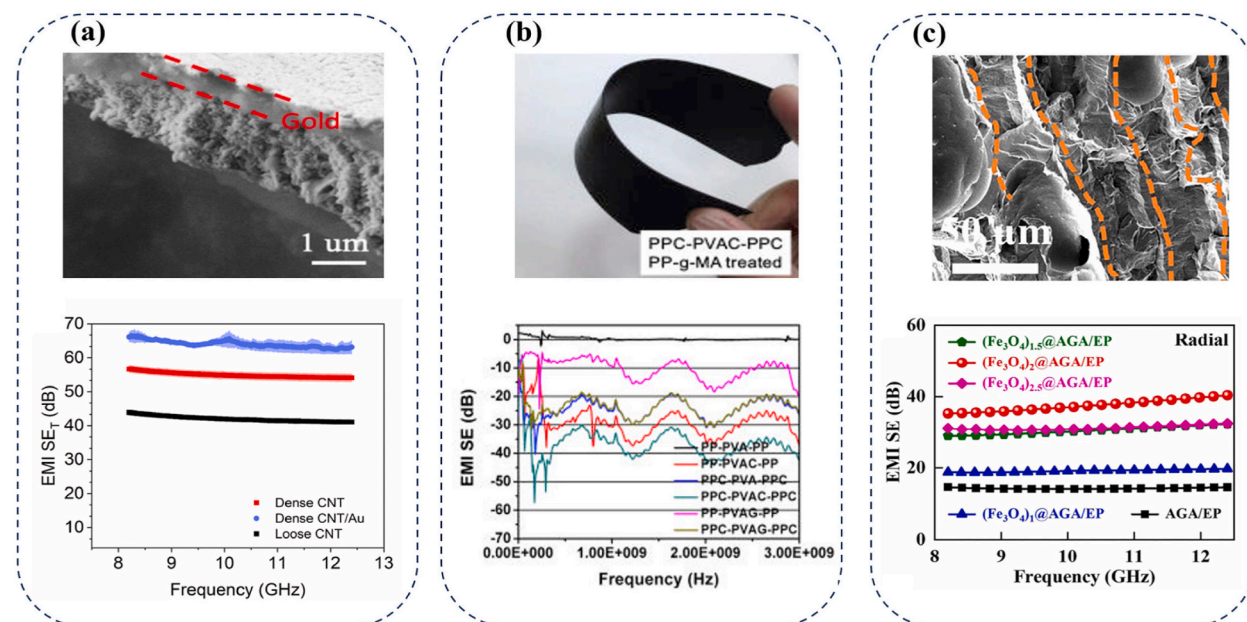 (a)
Gold
1 um
EMI SE_T (dB)
70
60
50
40
30
20
10
Dense CNT
Dense CNT/Au
Loose CNT
8 9 10 11 12 13
Frequency (GHz)
(b)
PPC-PVAC-PPC
PP-g-MA treated
EMI SE (dB)
0
-10
-20
-30
-40
-50
-60
-70
PP-PVA-PP
PP-PVAC-PP
PPC-PVA-PPC
PPC-PVAC-PPC
PP-PVAG-PP
PPC-PVAG-PPC
0.00E+000 1.00E+009 2.00E+009 3.00E+009
Frequency (Hz)
(c)
50 μm
EMI SE (dB)
60
40
20
0
(Fe₃O₄)₁.₅@AGA/EP
Radial
(Fe₃O₄)₂@AGA/EP
(Fe₃O₄)₂.₅@AGA/EP
(Fe₃O₄)₁@AGA/EP
AGA/EP
8 9 10 11 12
Frequency (GHz)